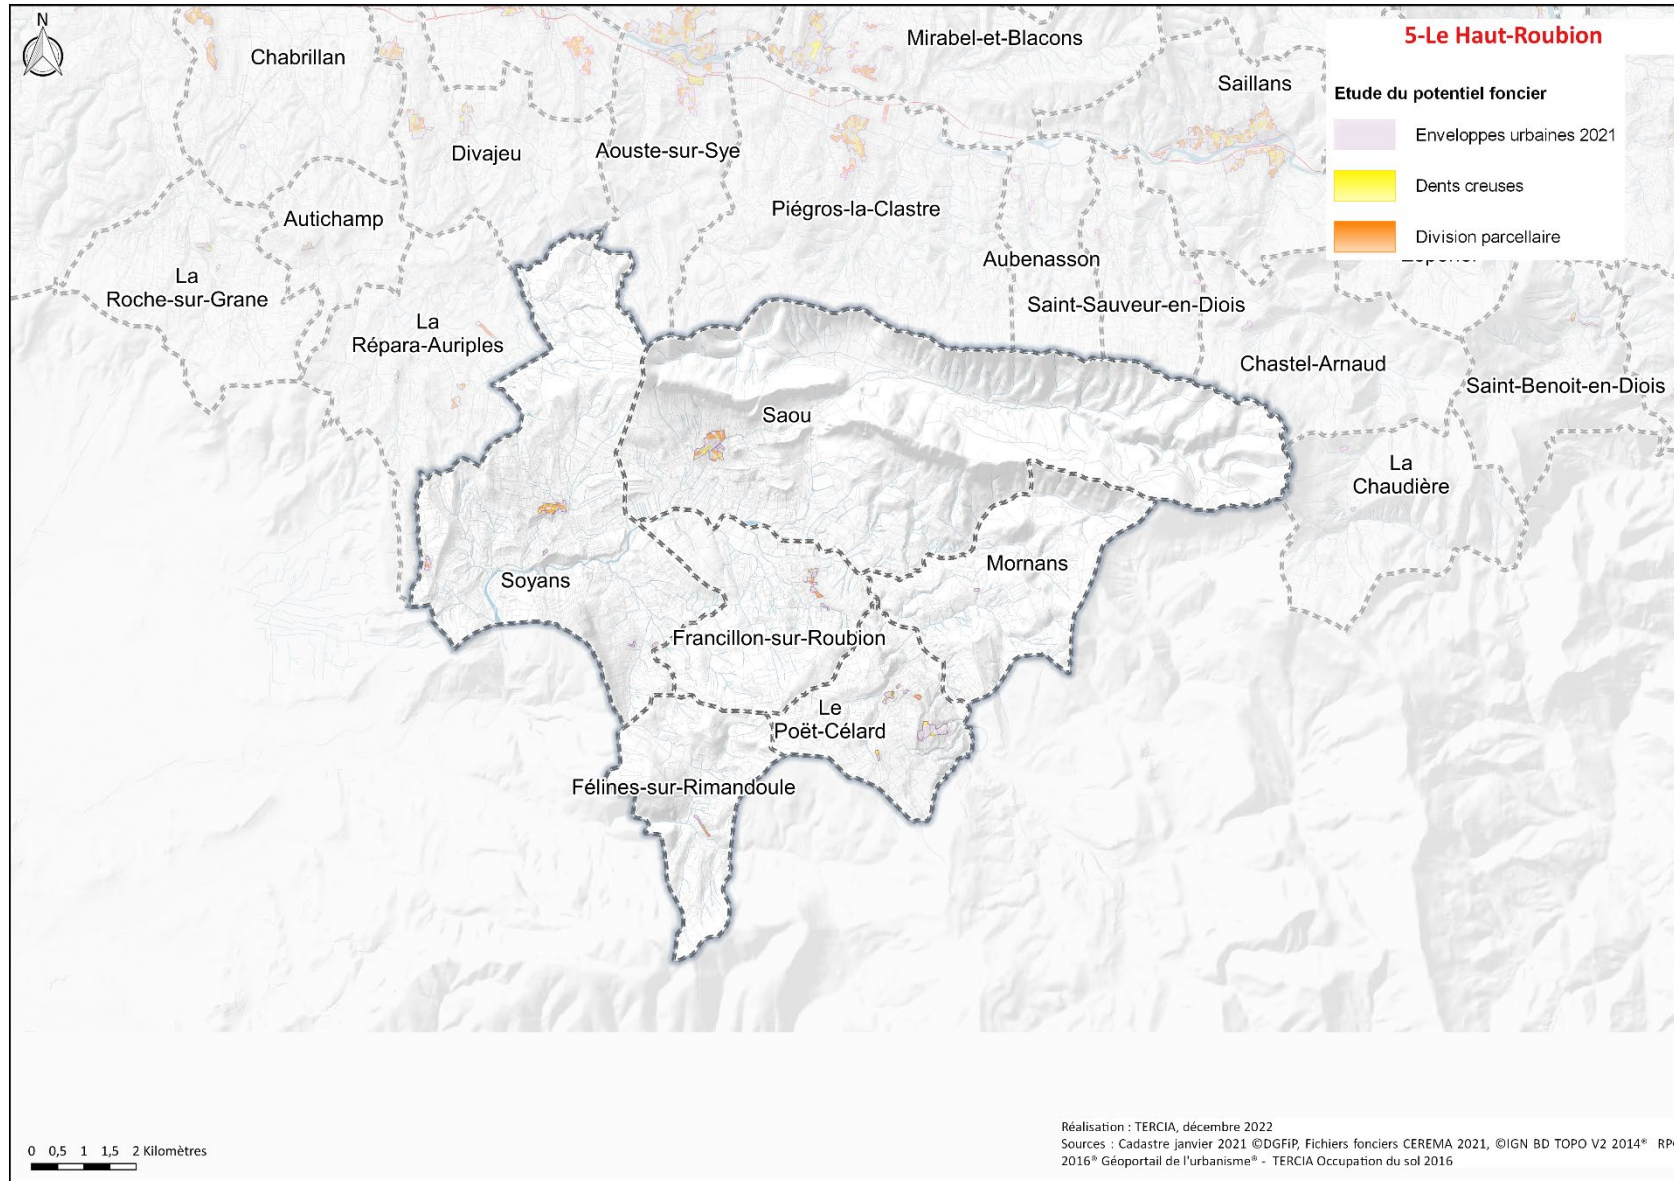 N
5-Le Haut-Roubion
Etude du potentiel foncier
Enveloppes urbaines 2021
Dents creuses
Division parcellaire
Chabrillan
Mirabel-et-Blacons
Saillans
Divajeu
Aouste-sur-Sye
Piégros-la-Clastre
Autichamp
Aubenasson
La
Roche-sur-Grane
Saint-Sauveur-en-Diois
La
Répara-Auriples
Chastel-Arnaud
Saint-Benoit-en-Diois
Saou
La
Chaudière
Mornans
Soyans
Francillon-sur-Roubion
Le
Poët-Célard
Félines-sur-Rimandoule
0 0,5 1 1,5 2 Kilomètres
Réalisation : TERCIA, décembre 2022
Sources : Cadastre janvier 2021 ©DGFiP, Fichiers fonciers CEREMA 2021, ©IGN BD TOPO V2 2014®
2016® Géoportail de l'urbanisme® - TERCIA Occupation du sol 2016